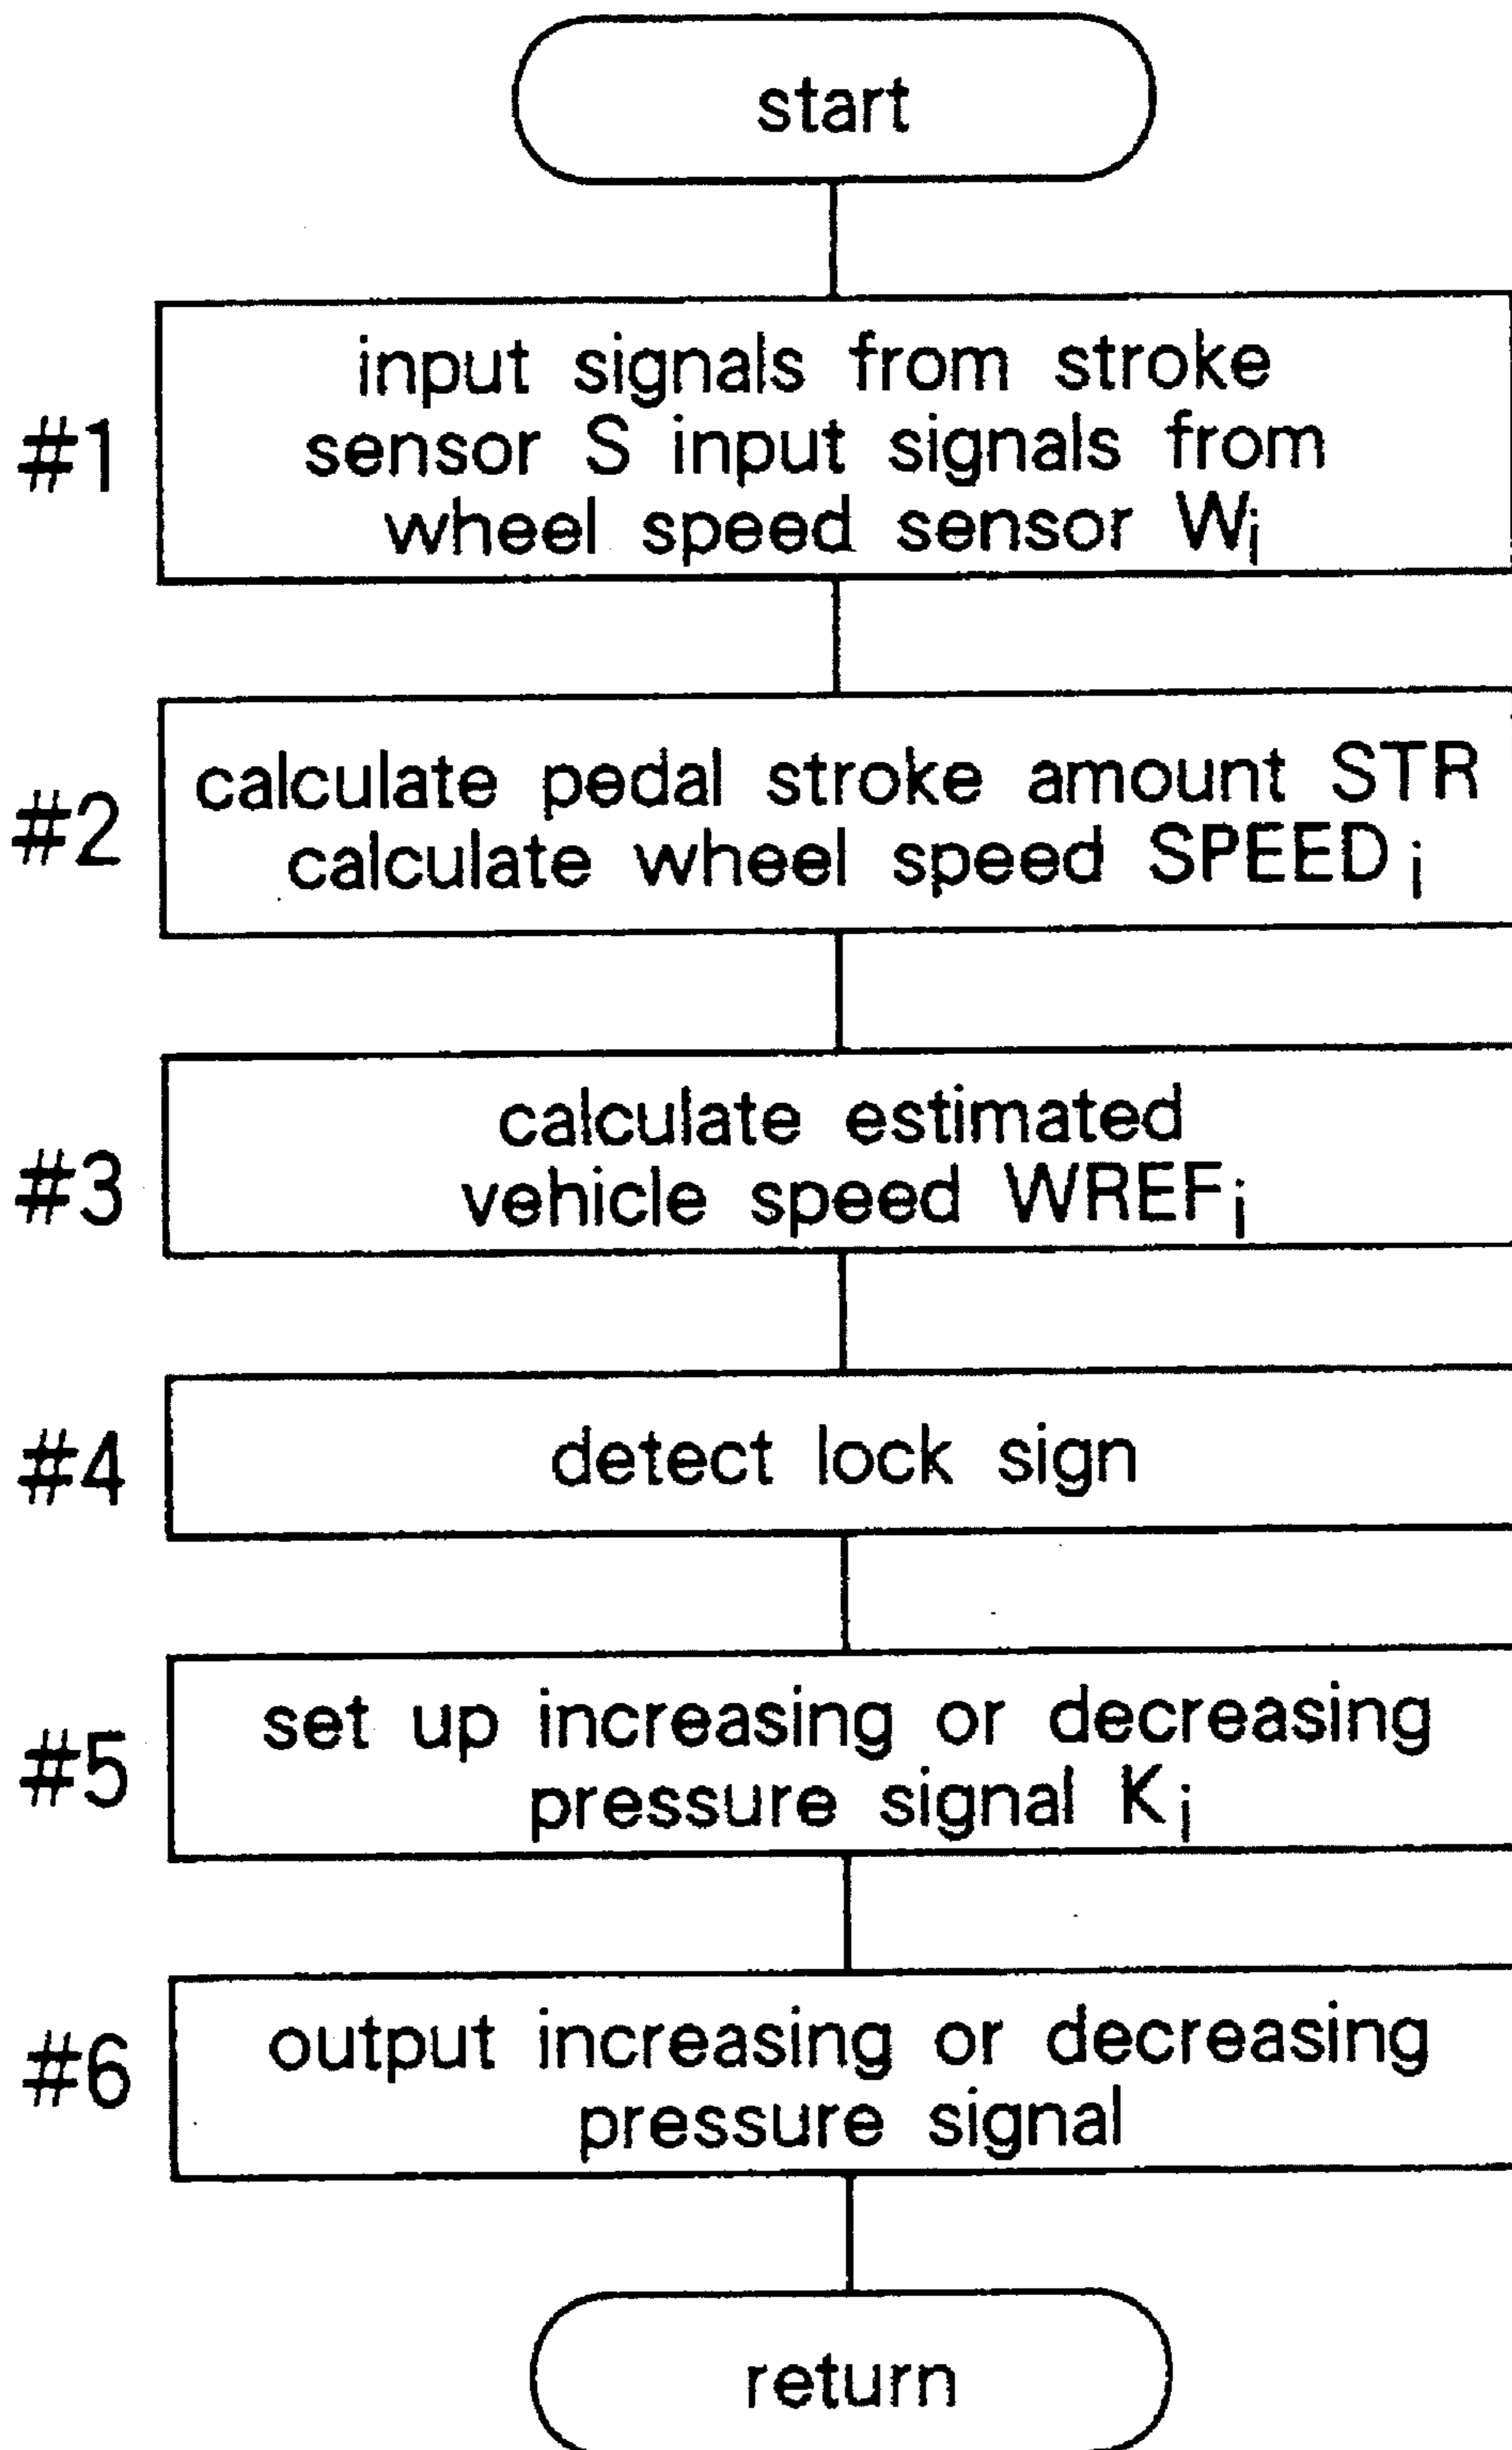 start
#1
input signals from stroke
sensor S input signals from
wheel speed sensor Wi
#2
calculate pedal stroke amount STR
calculate wheel speed SPEED i
#3
calculate estimated
vehicle speed WREFi
#4
detect lock sign
#5
set up increasing or decreasing
pressure signal Ki
#6
output increasing or decreasing
pressure signal
return